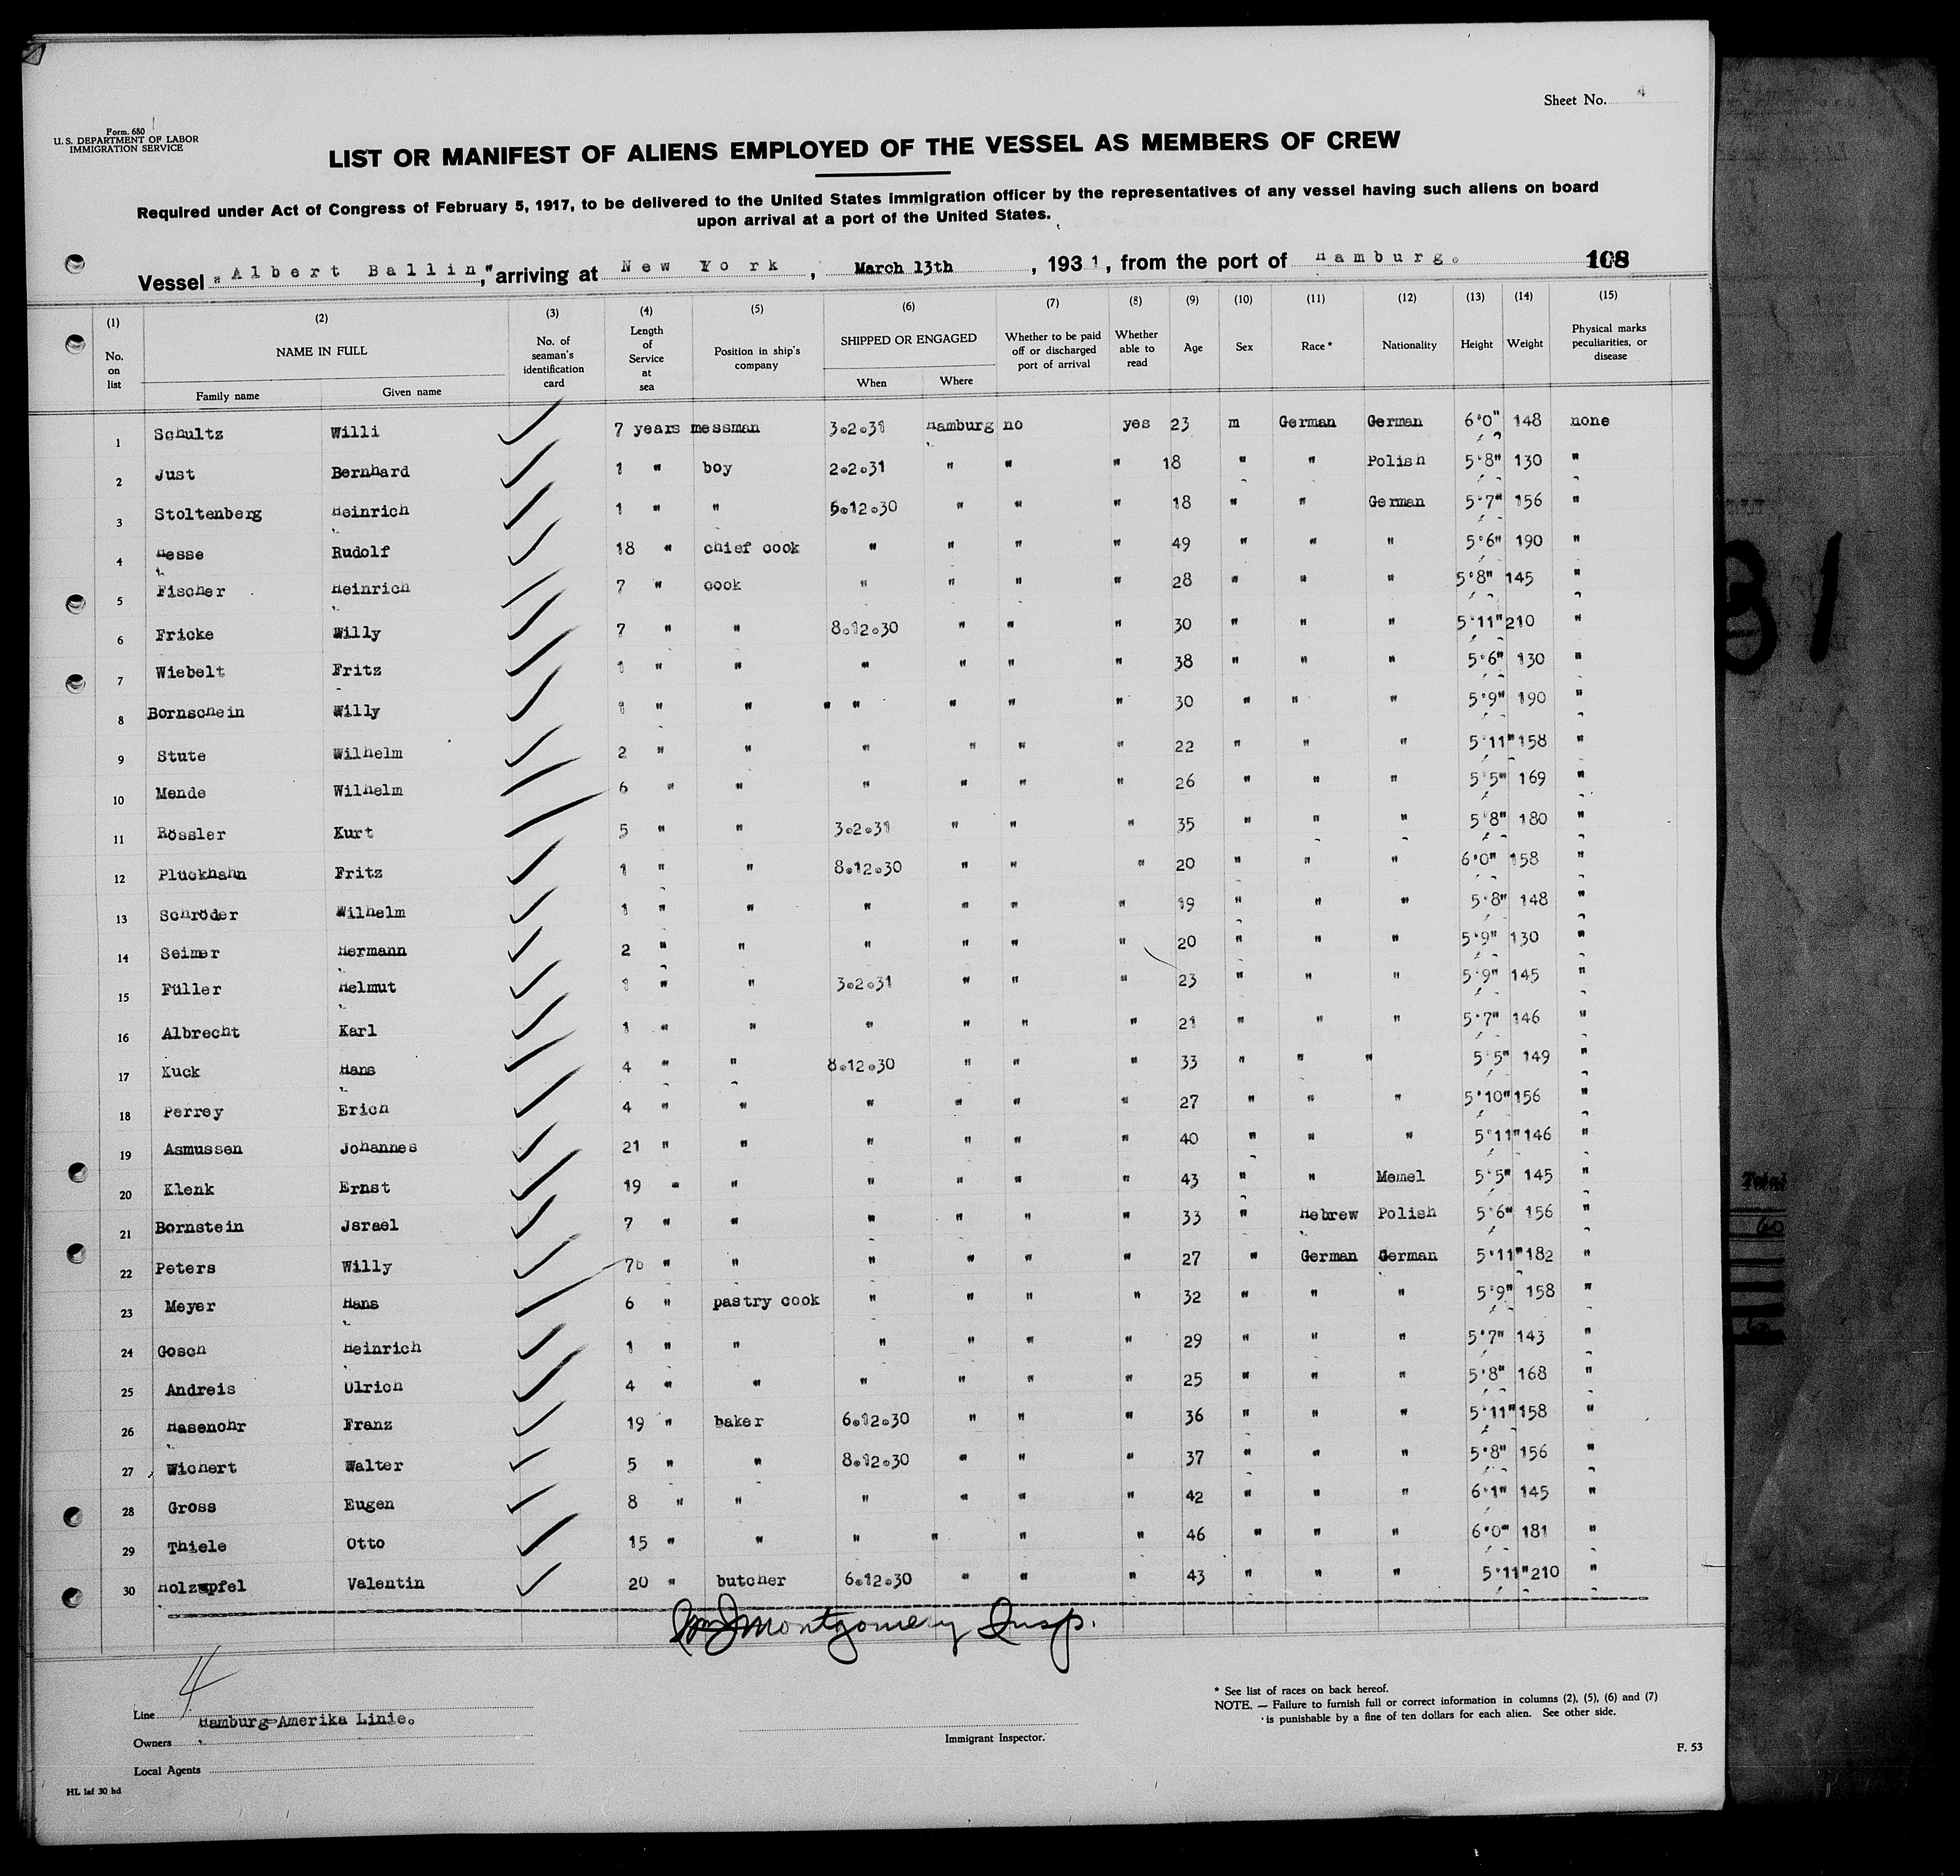 Sheet No. 4
Form. 680
U. S. DEPARTMENT OF LABOR
IMMIGRATION SERVICE
LIST OR MANIFEST OF ALIENS EMPLOYED OF THE VESSEL AS MEMBERS OF CREW
Required under Act of Congress of February 5, 1917, to be delivered to the United States immigration officer by the representatives of any vessel having such aliens on board
upon arrival at a port of the United States.
Vessel "Albert Ballin", arriving at New York, March 13th, 1931, from the port of Hamburg. 108
(1) (2) (3) (4) (5) (6) (7) (8) (9) (10) (11) (12) (13) (14) (15)
No. on list NAME IN FULL No. of seaman's identification card Length of Service at sea Position in ship's company SHIPPED OR ENGAGED Whether to be paid off or discharged port of arrival Whether able to read Age Sex Race* Nationality Height Weight Physical marks peculiarities, or disease
Family name Given name When Where
1 Schultz Willi 7 years messman 3.2.31 Hamburg no yes 23 m German German 6'0" 148 none
2 Just Bernhard 1 " boy 2.2.31 " " " 18 " " Polish 5'8" 130 "
3 Stoltenberg Heinrich 1 " " 6.12.30 " " " 18 " " German 5'7" 156 "
4 Hesse Rudolf 18 " chief cook " " " " 49 " " " 5'6" 190 "
5 Fischer Heinrich 7 " cook " " " " 28 " " " 5'8" 145 "
6 Fricke Willy 7 " " 8.12.30 " " " 30 " " " 5'11" 210 "
7 Wiebelt Fritz 1 " " " " " " 38 " " " 5'6" 130 "
8 Bornschein Willy 1 " " " " " " " 30 " " " 5'9" 190 "
9 Stute Wilhelm 2 " " " " " " 22 " " " 5'11" 158 "
10 Mende Wilhelm 6 " " " " " " 26 " " " 5'5" 169 "
11 Rössler Kurt 5 " " 3.2.31 " " " 35 " " " 5'8" 180 "
12 Plückhahn Fritz 1 " " 8.12.30 " " " 20 " " " 6'0" 158 "
13 Schröder Wilhelm 1 " " " " " " 19 " " " 5'8" 148 "
14 Seimer Hermann 2 " " " " " " 20 " " " 5'9" 130 "
15 Füller Helmut 1 " " 3.2.31 " " " 23 " " " 5'9" 145 "
16 Albrecht Karl 1 " " " " " " 21 " " " 5'7" 146 "
17 Kuck Hans 4 " " 8.12.30 " " " 33 " " " 5'5" 149 "
18 Perrey Erich 4 " " " " " " 27 " " " 5'10" 156 "
19 Asmussen Johannes 21 " " " " " " 40 " " " 5'11" 146 "
20 Klenk Ernst 19 " " " " " " 43 " " Memel 5'5" 145 "
21 Bornstein Jsrael 7 " " " " " " 33 " Hebrew Polish 5'6" 156 "
22 Peters Willy 7 " " " " " " 27 " German German 5'11" 182 "
23 Meyer Hans 6 " pastry cook " " " " 32 " " " 5'9" 158 "
24 Gosch Heinrich 1 " " " " " " 29 " " " 5'7" 143 "
25 Andreis Ulrich 4 " " " " " " 25 " " " 5'8" 168 "
26 Hasenohr Franz 19 " baker 6.12.30 " " " 36 " " " 5'11" 158 "
27 Wichert Walter 5 " " 8.12.30 " " " 37 " " " 5'8" 156 "
28 Gross Eugen 8 " " " " " " 42 " " " 6'1" 145 "
29 Thiele Otto 15 " " " " " " 46 " " " 6'0" 181 "
30 Holzapfel Valentin 20 " butcher 6.12.30 " " " 43 " " " 5'11" 210 "
Montgomery Insp.
4
Line
Hamburg-Amerika Linie.
Owners
Local Agents
HL laf 30 hd
Immigrant Inspector.
* See list of races on back hereof.
NOTE. — Failure to furnish full or correct information in columns (2), (5), (6) and (7)
is punishable by a fine of ten dollars for each alien. See other side.
F. 53
31
Total
60